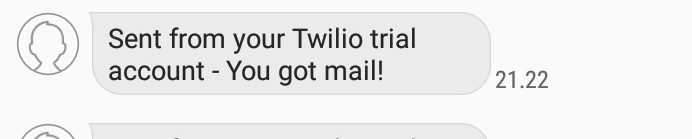 Sent from your Twilio trial
account - You got mail!
21.22